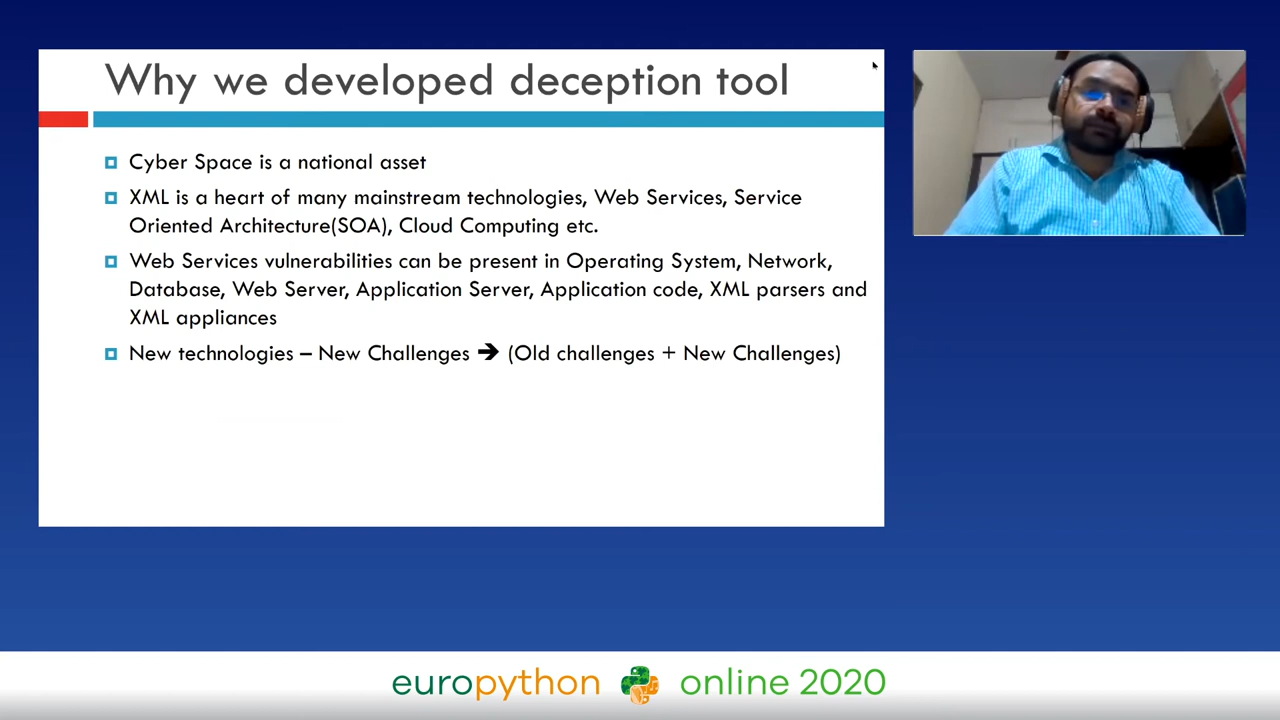 Why we developed deception tool
Cyber Space is a national asset
XML is a heart of many mainstream technologies, Web Services, Service
Oriented Architecture(SOA), Cloud Computing etc.
Web Services vulnerabilities can be present in Operating System, Network,
Database, Web Server, Application Server, Application code, XML parsers and
XML appliances
New technologies – New Challenges ➔ (Old challenges + New Challenges)
europython online 2020